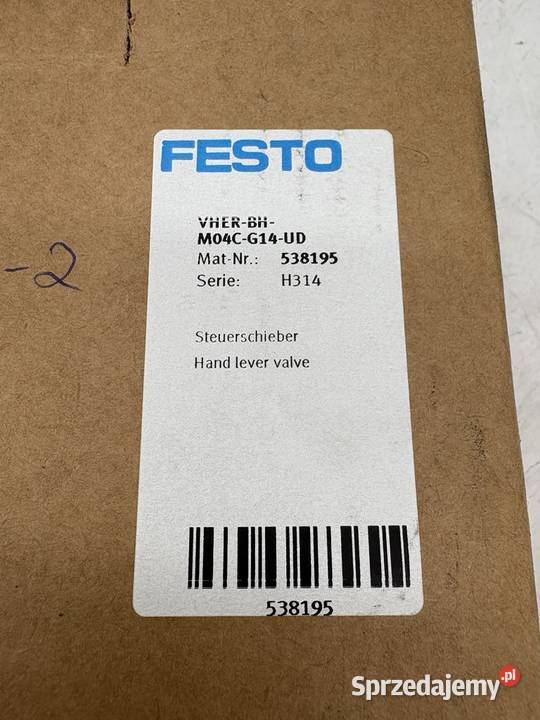 FESTO
VHER-BH-
M04C-G14-UD
Mat-Nr.: 538195
Serie: H314
-2
Steuerschieber
Hand lever valve
538195
Sprzedajemy.pl